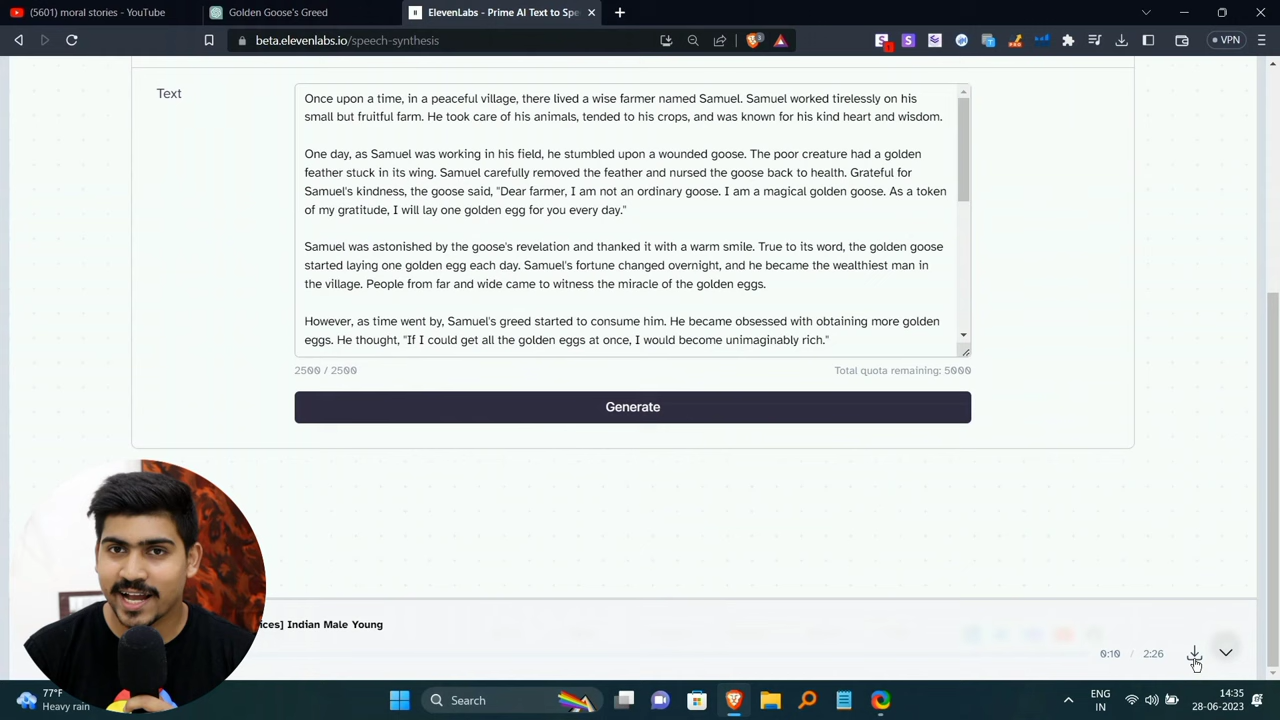 (5601) moral stories - YouTube
Golden Goose's Greed
ElevenLabs - Prime AI Text to Spe
beta.elevenlabs.io/speech-synthesis
VPN
Text
Once upon a time, in a peaceful village, there lived a wise farmer named Samuel. Samuel worked tirelessly on his
small but fruitful farm. He took care of his animals, tended to his crops, and was known for his kind heart and wisdom.
One day, as Samuel was working in his field, he stumbled upon a wounded goose. The poor creature had a golden
feather stuck in its wing. Samuel carefully removed the feather and nursed the goose back to health. Grateful for
Samuel's kindness, the goose said, "Dear farmer, I am not an ordinary goose. I am a magical golden goose. As a token
of my gratitude, I will lay one golden egg for you every day."
Samuel was astonished by the goose's revelation and thanked it with a warm smile. True to its word, the golden goose
started laying one golden egg each day. Samuel's fortune changed overnight, and he became the wealthiest man in
the village. People from far and wide came to witness the miracle of the golden eggs.
However, as time went by, Samuel's greed started to consume him. He became obsessed with obtaining more golden
eggs. He thought, "If I could get all the golden eggs at once, I would become unimaginably rich."
2500 / 2500
Total quota remaining: 5000
Generate
ices] Indian Male Young
0:10 / 2:26
77°F
Heavy rain
Search
ENG
IN
14:35
28-06-2023